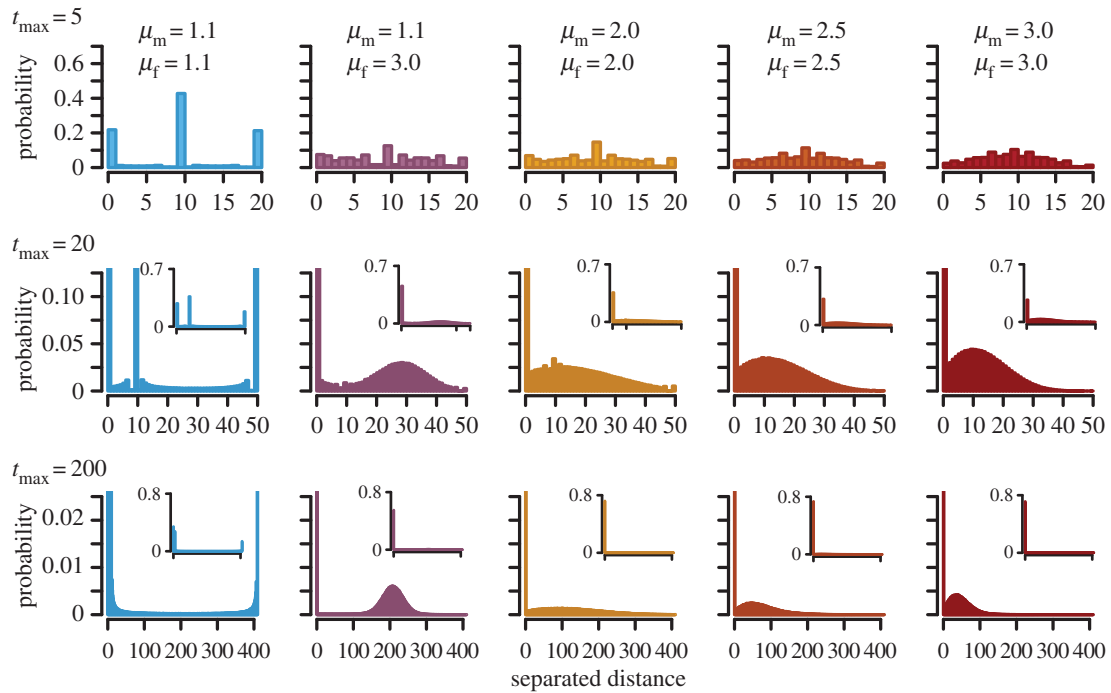 t_max = 5
μ_m = 1.1 μ_m = 1.1 μ_m = 2.0 μ_m = 2.5 μ_m = 3.0
μ_f = 1.1 μ_f = 3.0 μ_f = 2.0 μ_f = 2.5 μ_f = 3.0
probability
0.6
0.4
0.2
0
0 5 10 15 20 0 5 10 15 20 0 5 10 15 20 0 5 10 15 20 0 5 10 15 20
t_max = 20
probability
0.10
0.05
0
0.7 0.7 0.7 0.7 0.7
0 0 0 0 0
0 10 20 30 40 50 0 10 20 30 40 50 0 10 20 30 40 50 0 10 20 30 40 50 0 10 20 30 40 50
t_max = 200
probability
0.02
0.01
0
0.8 0.8 0.8 0.8 0.8
0 0 0 0 0
0 100 200 300 400 0 100 200 300 400 0 100 200 300 400 0 100 200 300 400 0 100 200 300 400
separated distance